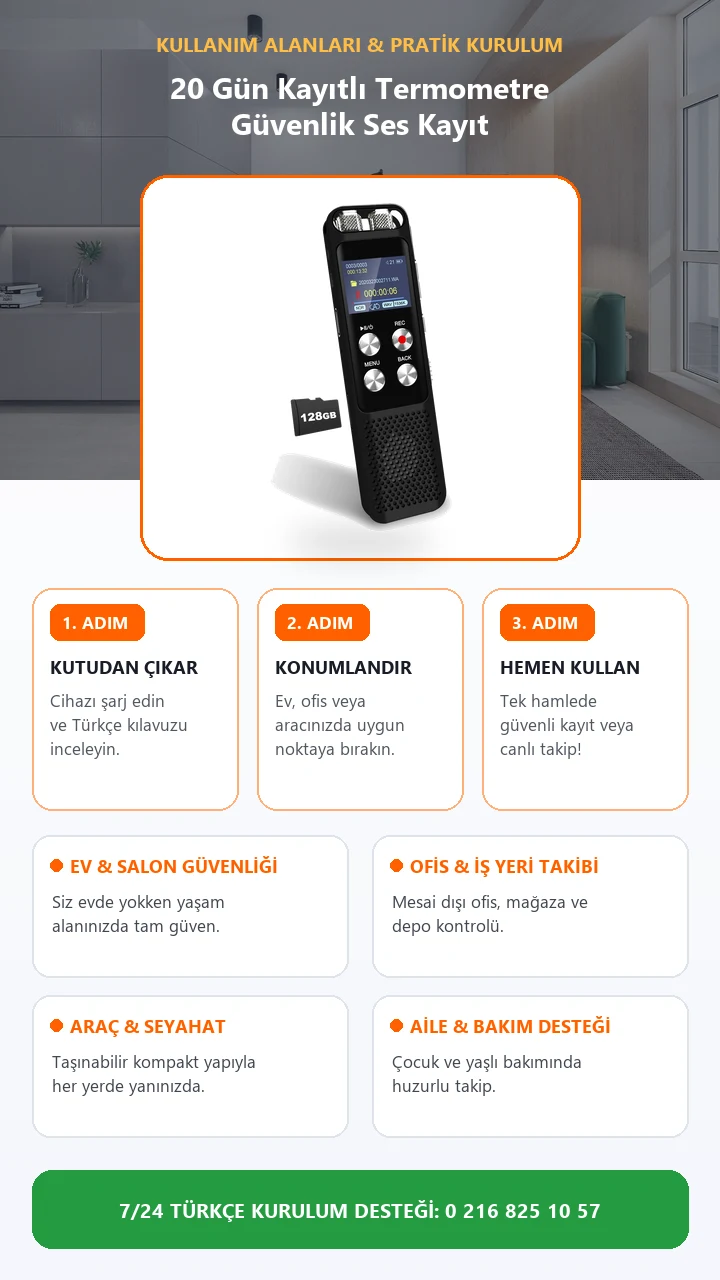 KULLANIM ALANLARI & PRATİK KURULUM
20 Gün Kayıtlı Termometre
Güvenlik Ses Kayıt
000:00:06
REC
MENU
BACK
128GB
1. ADIM
KUTUDAN ÇIKAR
Cihazı şarj edin
ve Türkçe kılavuzu
inceleyin.
2. ADIM
KONUMLANDIR
Ev, ofis veya
aracınızda uygun
noktaya bırakın.
3. ADIM
HEMEN KULLAN
Tek hamlede
güvenli kayıt veya
canlı takip!
EV & SALON GÜVENLİĞİ
Siz evde yokken yaşam
alanınızda tam güven.
OFİS & İŞ YERİ TAKİBİ
Mesai dışı ofis, mağaza ve
depo kontrolü.
ARAÇ & SEYAHAT
Taşınabilir kompakt yapıyla
her yerde yanınızda.
AİLE & BAKIM DESTEĞİ
Çocuk ve yaşlı bakımında
huzurlu takip.
7/24 TÜRKÇE KURULUM DESTEĞİ: 0 216 825 10 57